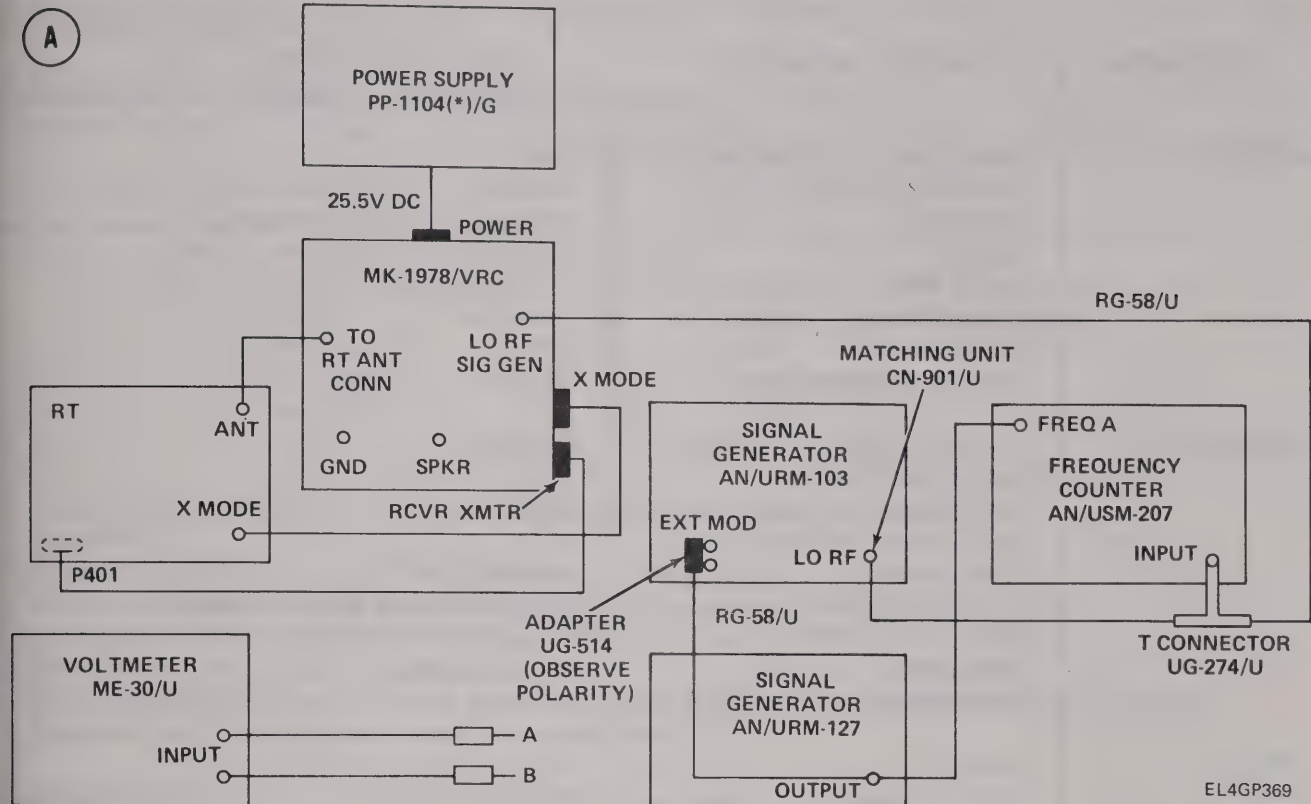 A
POWER SUPPLY
PP-1104(*)/G
25.5V DC
POWER
MK-1978/VRC
TO
RT ANT
CONN
LO RF
SIG GEN
X MODE
GND
SPKR
RCVR XMTR
RT
ANT
X MODE
P401
RG-58/U
MATCHING UNIT
CN-901/U
SIGNAL
GENERATOR
AN/URM-103
EXT MOD
LO RF
FREQ A
FREQUENCY
COUNTER
AN/USM-207
INPUT
T CONNECTOR
UG-274/U
ADAPTER
UG-514
(OBSERVE
POLARITY)
RG-58/U
VOLTMETER
ME-30/U
INPUT
A
B
SIGNAL
GENERATOR
AN/URM-127
OUTPUT
EL4GP369